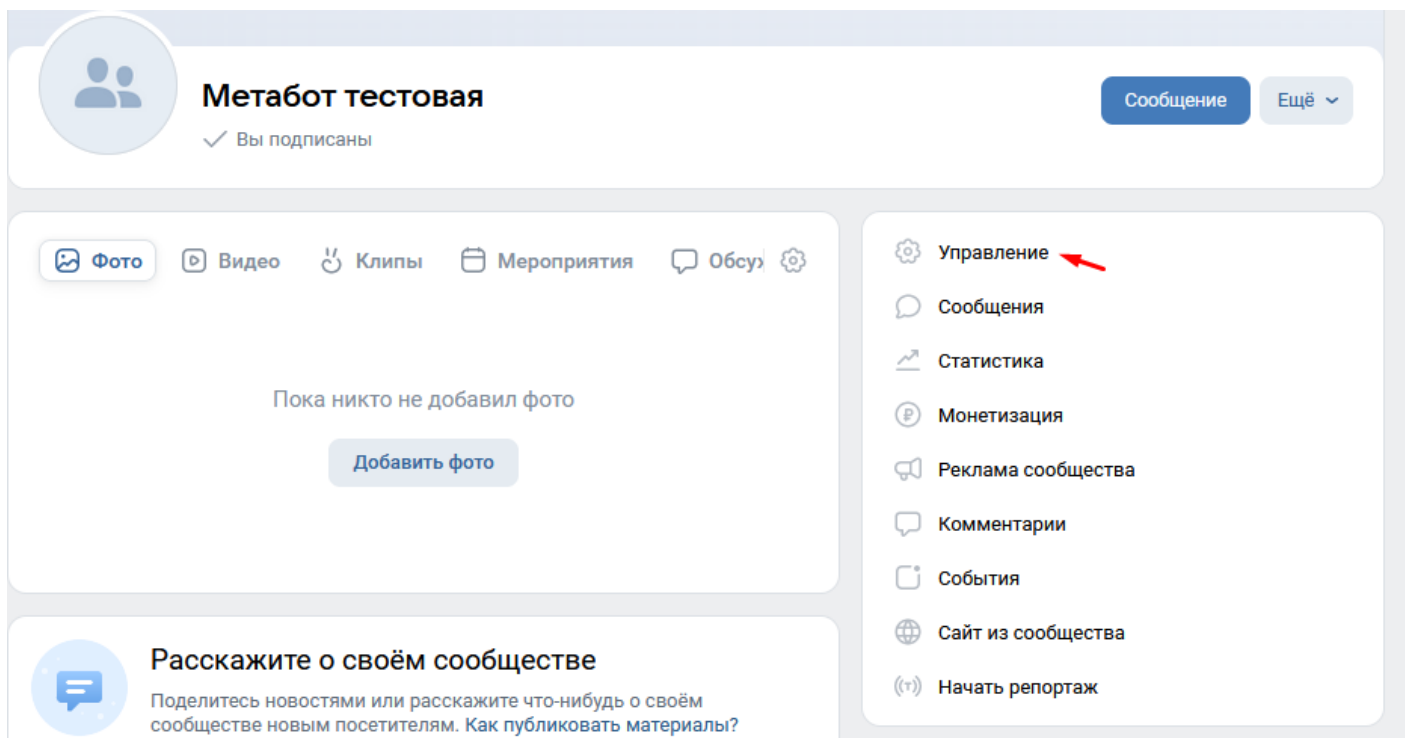 Метабот тестовая
Вы подписаны
Сообщение
Ещё
Фото
Видео
Клипы
Мероприятия
Обсу
Пока никто не добавил фото
Добавить фото
Расскажите о своём сообществе
Поделитесь новостями или расскажите что-нибудь о своём
сообществе новым посетителям. Как публиковать материалы?
Управление
Сообщения
Статистика
Монетизация
Реклама сообщества
Комментарии
События
Сайт из сообщества
Начать репортаж